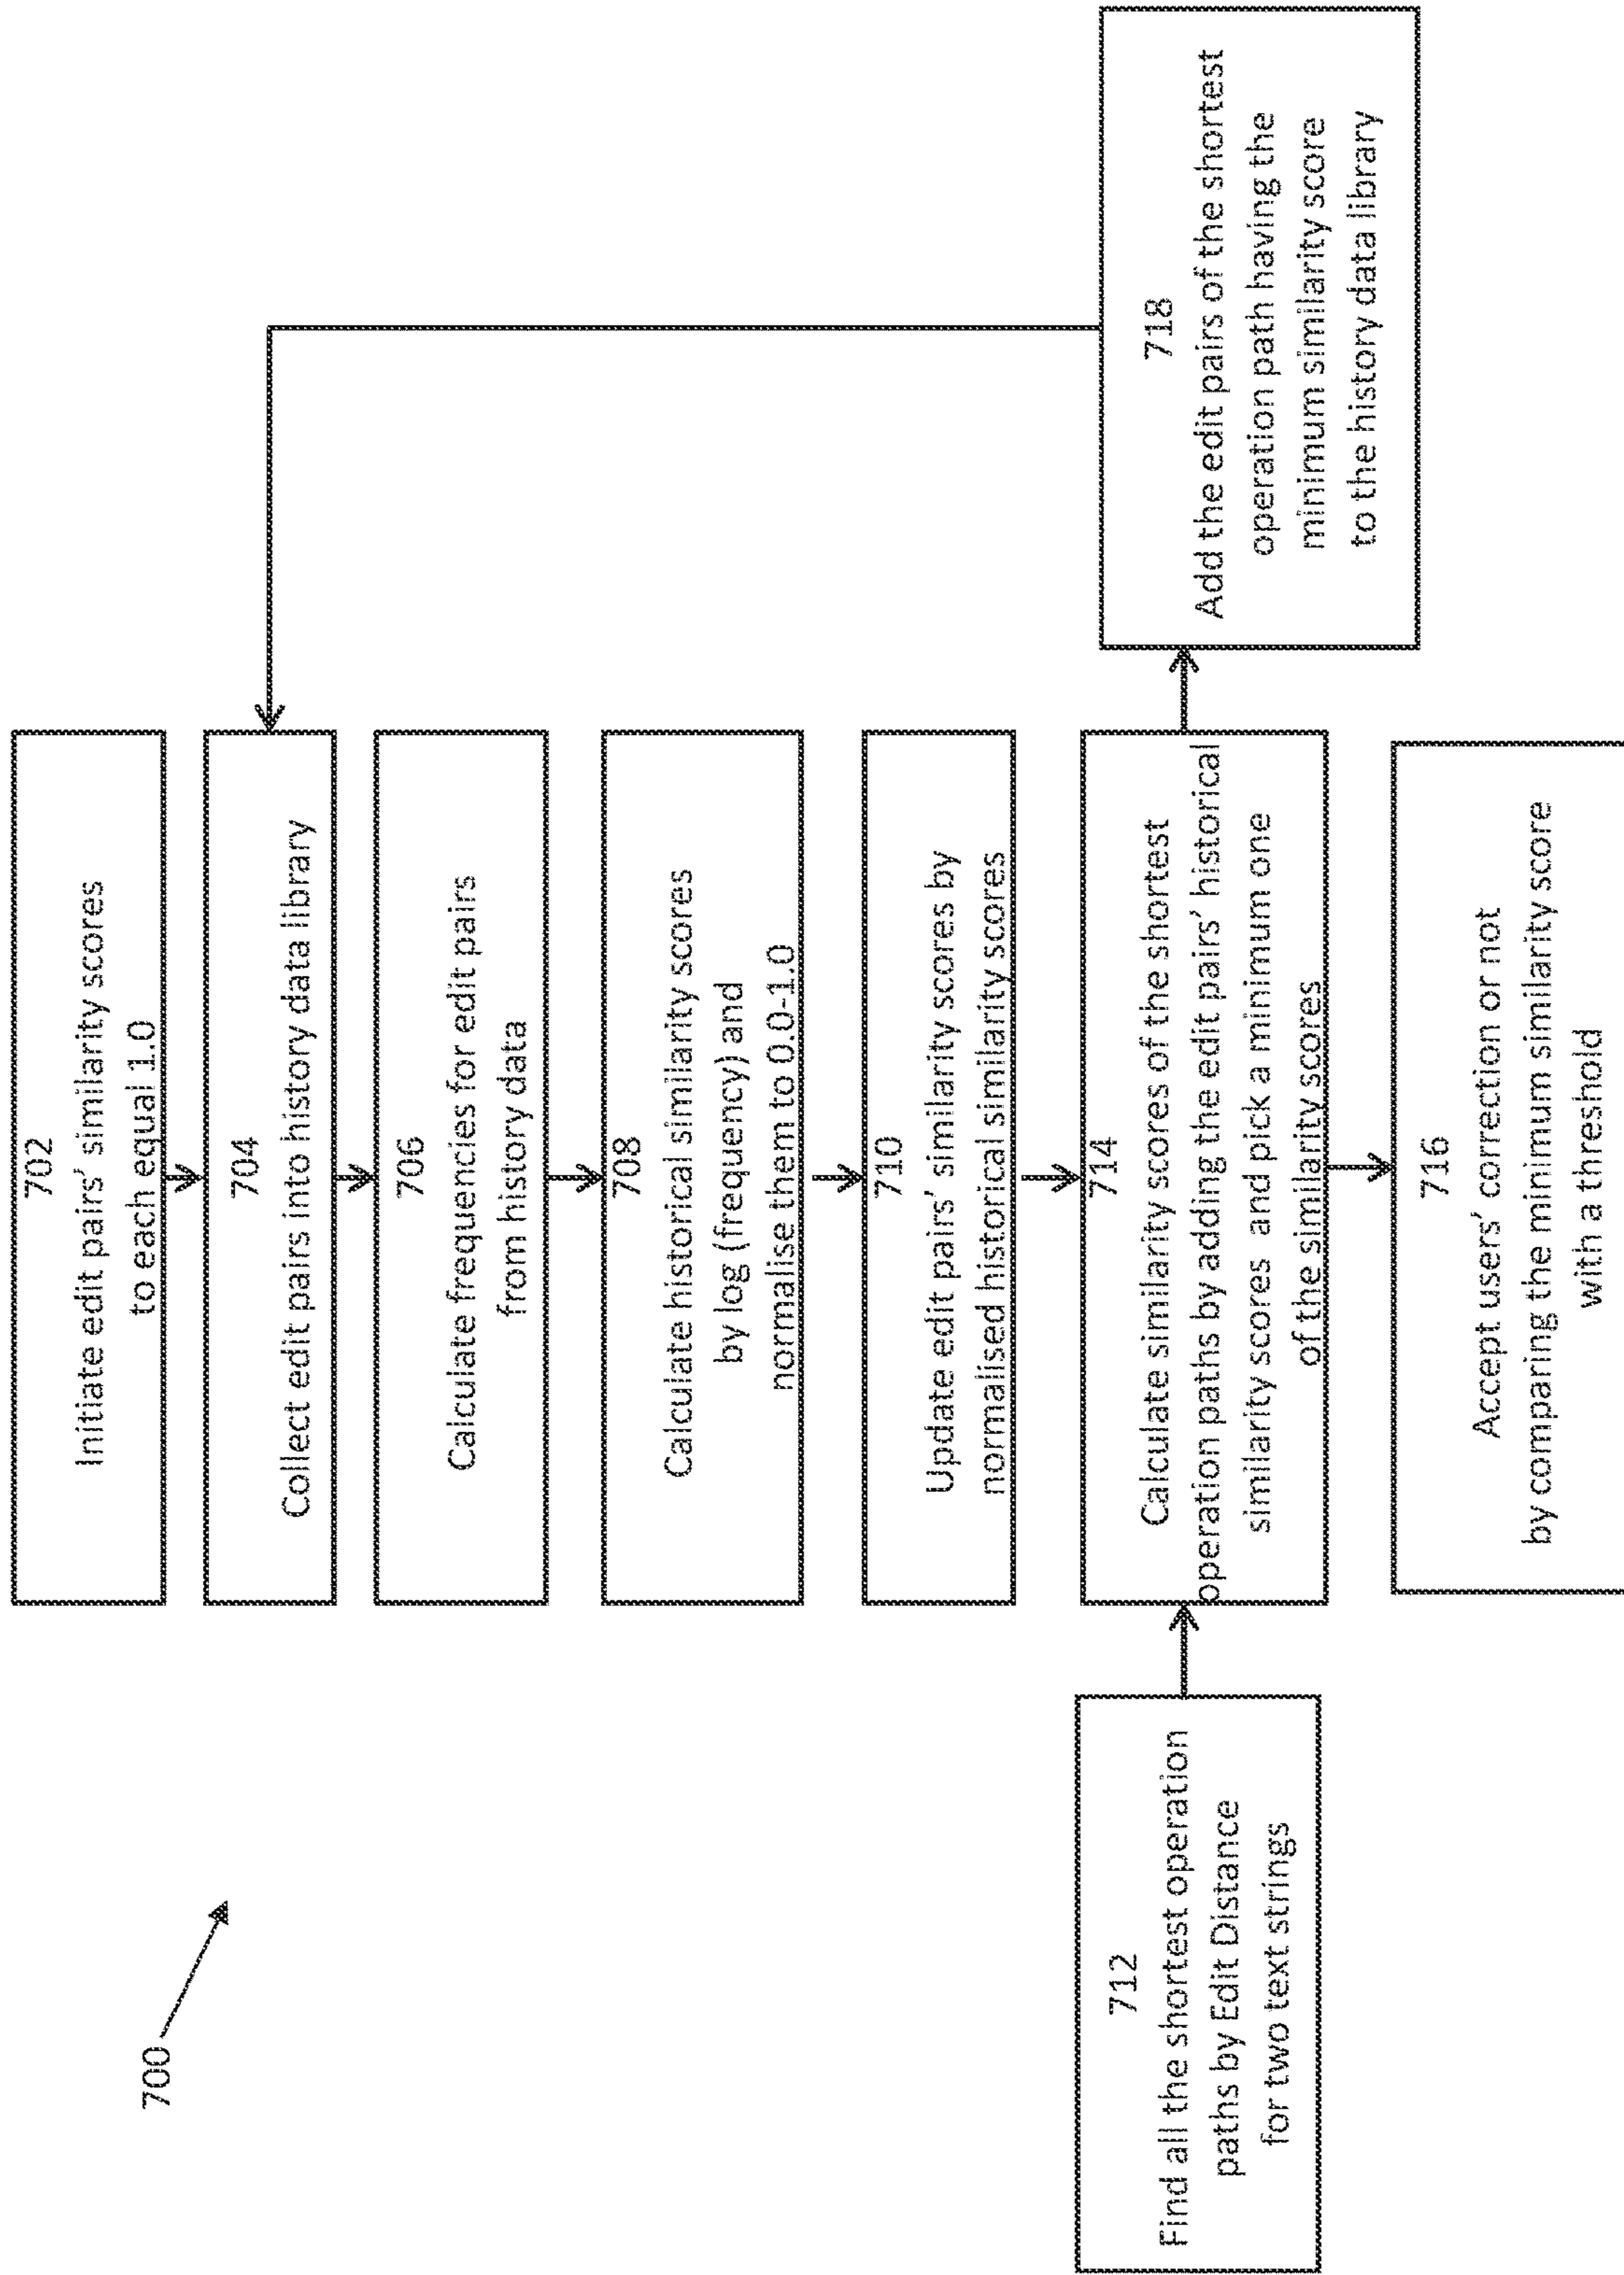 700
702
Initiate edit pairs' similarity scores
to each equal 1.0
704
Collect edit pairs into history data library
706
Calculate frequencies for edit pairs
from history data
708
Calculate historical similarity scores
by log (frequency) and
normalise them to 0.0-1.0
710
Update edit pairs' similarity scores by
normalised historical similarity scores
712
Find all the shortest operation
paths by Edit Distance
for two text strings
714
Calculate similarity scores of the shortest
operation paths by adding the edit pairs' historical
similarity scores and pick a minimum one
of the similarity scores
718
Add the edit pairs of the shortest
operation path having the
minimum similarity score
to the history data library
716
Accept users' correction or not
by comparing the minimum similarity score
with a threshold